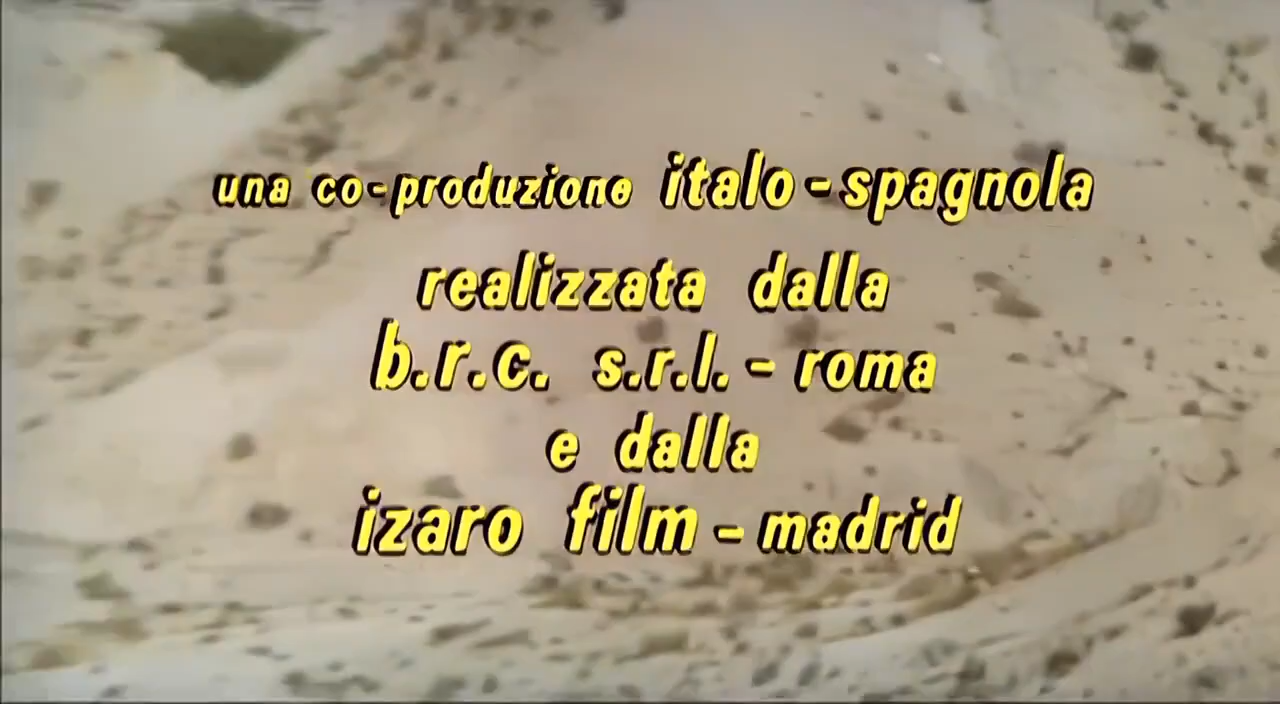 una co-produzione italo-spagnola
realizzata dalla
b.r.c. s.r.l. - roma
e dalla
izaro film - madrid